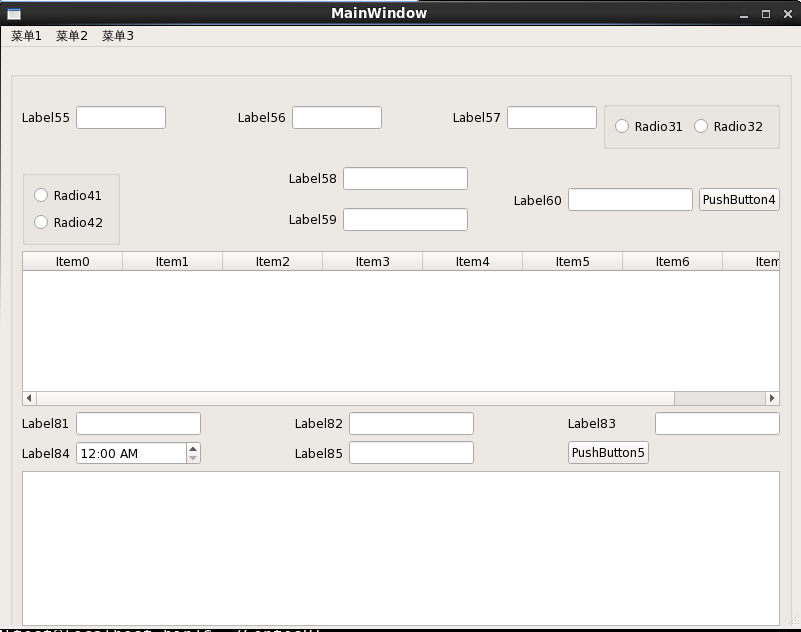 MainWindow
菜单1 菜单2 菜单3
Label55 Label56 Label57 Radio31 Radio32
Label58
Radio41 Label60 PushButton4
Radio42 Label59
Item0 Item1 Item2 Item3 Item4 Item5 Item6 Item
Label81 Label82 Label83
Label84 12:00 AM Label85 PushButton5